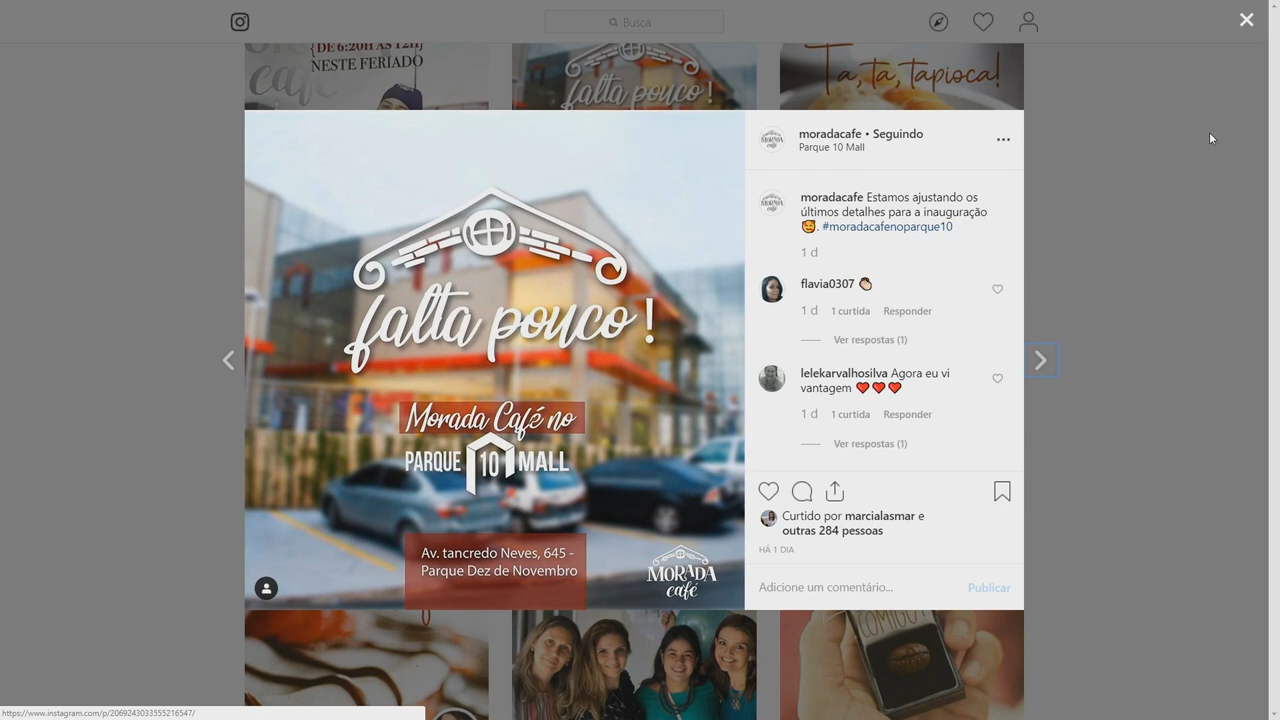 Busca
{DE 6:20H ÀS 12H}
NESTE FERIADO
café
falta pouco!
Ta, ta, tapioca!
falta pouco!
Morada Café no
PARQUE 10 MALL
Av. tancredo Neves, 645 -
Parque Dez de Novembro
MORADA
café
moradacafe • Seguindo
Parque 10 Mall
moradacafe Estamos ajustando os
últimos detalhes para a inauguração
🥰. #moradacafenoparque10
1 d
flavia0307 👏🏻
1 d 1 curtida Responder
Ver respostas (1)
lelekarvalhosilva Agora eu vi
vantagem ❤❤❤
1 d 1 curtida Responder
Ver respostas (1)
Curtido por marcialasmar e
outras 284 pessoas
HÁ 1 DIA
Adicione um comentário... Publicar
COMIGO?
https://www.instagram.com/p/2069243033555216547/